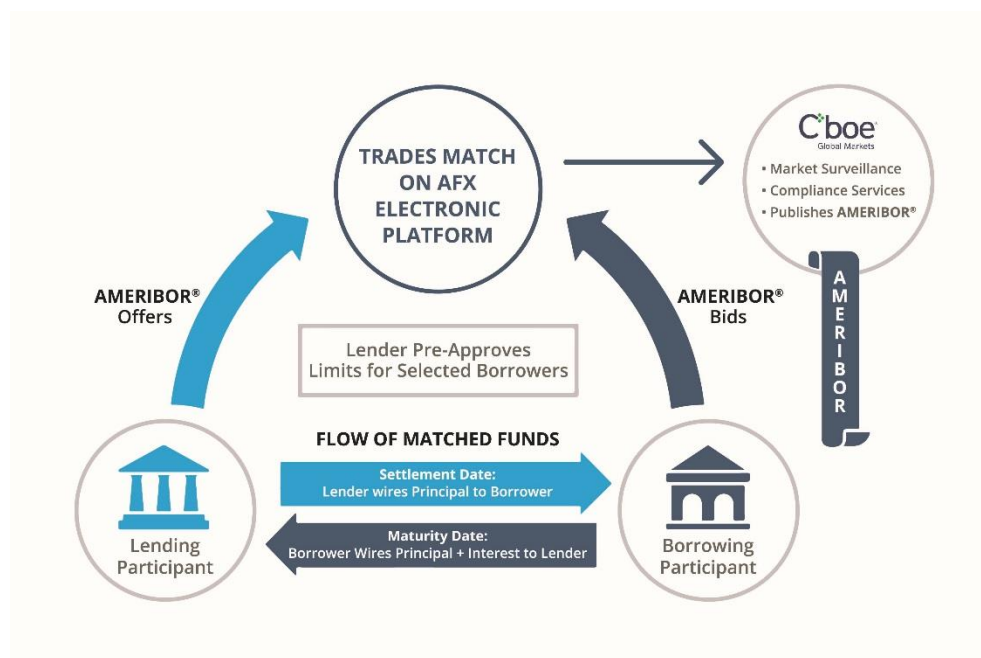 TRADES MATCH
ON AFX
ELECTRONIC
PLATFORM
Cboe®
Global Markets
• Market Surveillance
• Compliance Services
• Publishes AMERIBOR®
AMERIBOR
AMERIBOR®
Offers
AMERIBOR®
Bids
Lender Pre-Approves
Limits for Selected Borrowers
FLOW OF MATCHED FUNDS
Settlement Date:
Lender wires Principal to Borrower
Maturity Date:
Borrower Wires Principal + Interest to Lender
Lending
Participant
Borrowing
Participant